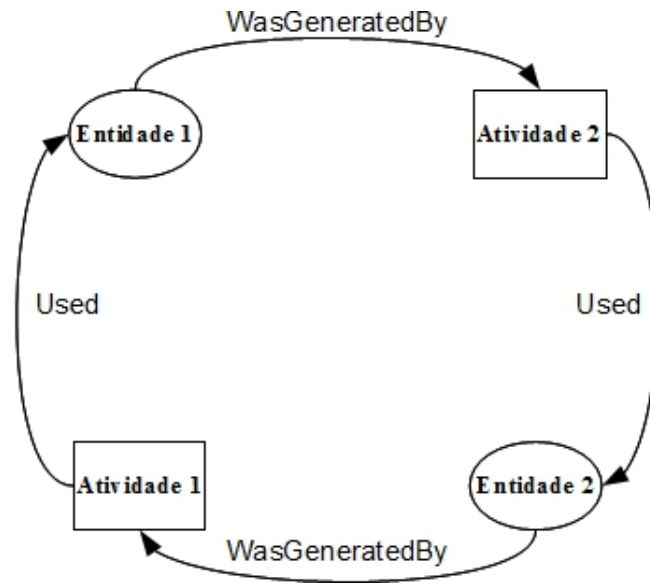 WasGeneratedBy
Entidade 1
Atividade 2
Used
Used
Atividade 1
Entidade 2
WasGeneratedBy